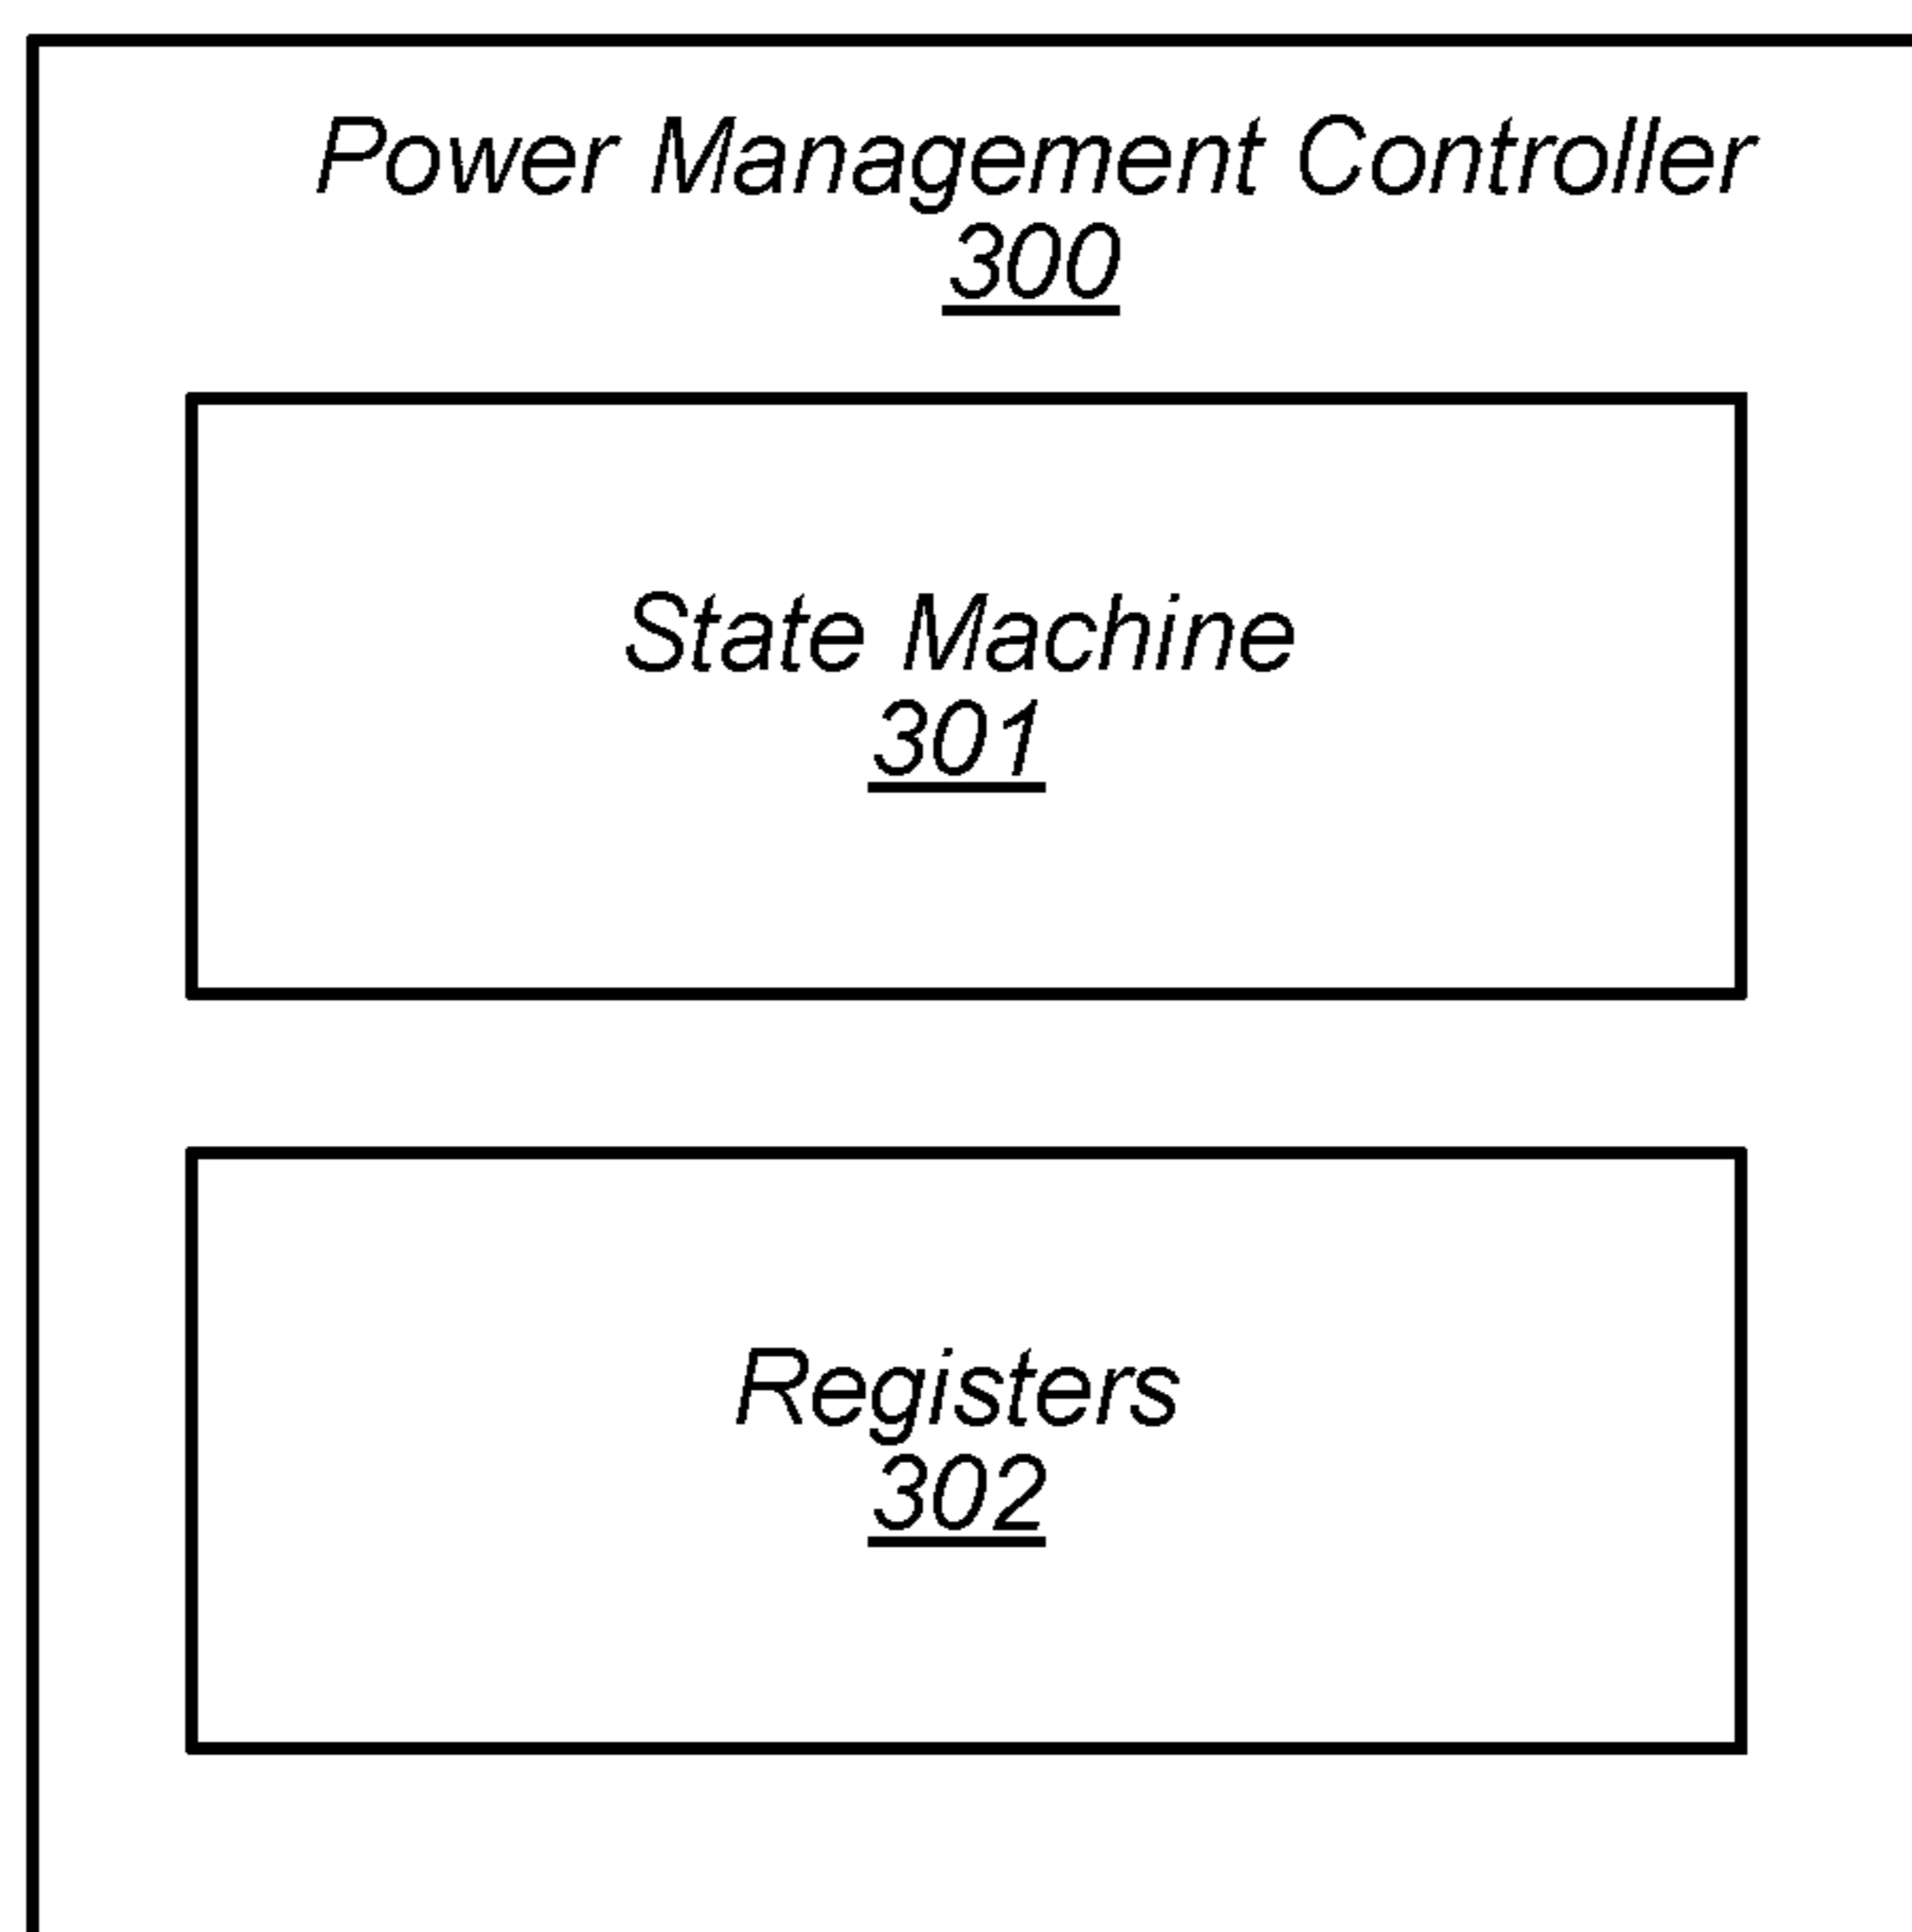 Power Management Controller
300
State Machine
301
Registers
302